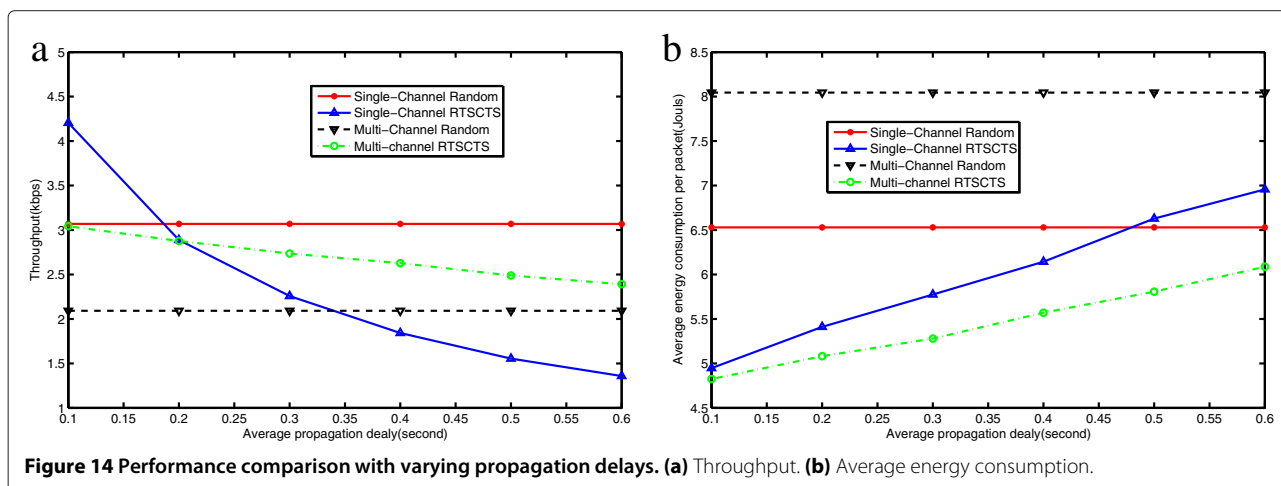 a
5
4.5
4
3.5
3
2.5
2
1.5
1
Throughput(kbps)
Single-Channel Random
Single-Channel RTSCTS
Multi-Channel Random
Multi-channel RTSCTS
0.1 0.15 0.2 0.25 0.3 0.35 0.4 0.45 0.5 0.55 0.6
Average propagation dealy(second)
b
8.5
8
7.5
7
6.5
6
5.5
5
4.5
Average energy consumption per packet(Jouls)
Single-Channel Random
Single-Channel RTSCTS
Multi-Channel Random
Multi-channel RTSCTS
0.1 0.15 0.2 0.25 0.3 0.35 0.4 0.45 0.5 0.55 0.6
Average propagation dealy(second)
Figure 14 Performance comparison with varying propagation delays. (a) Throughput. (b) Average energy consumption.